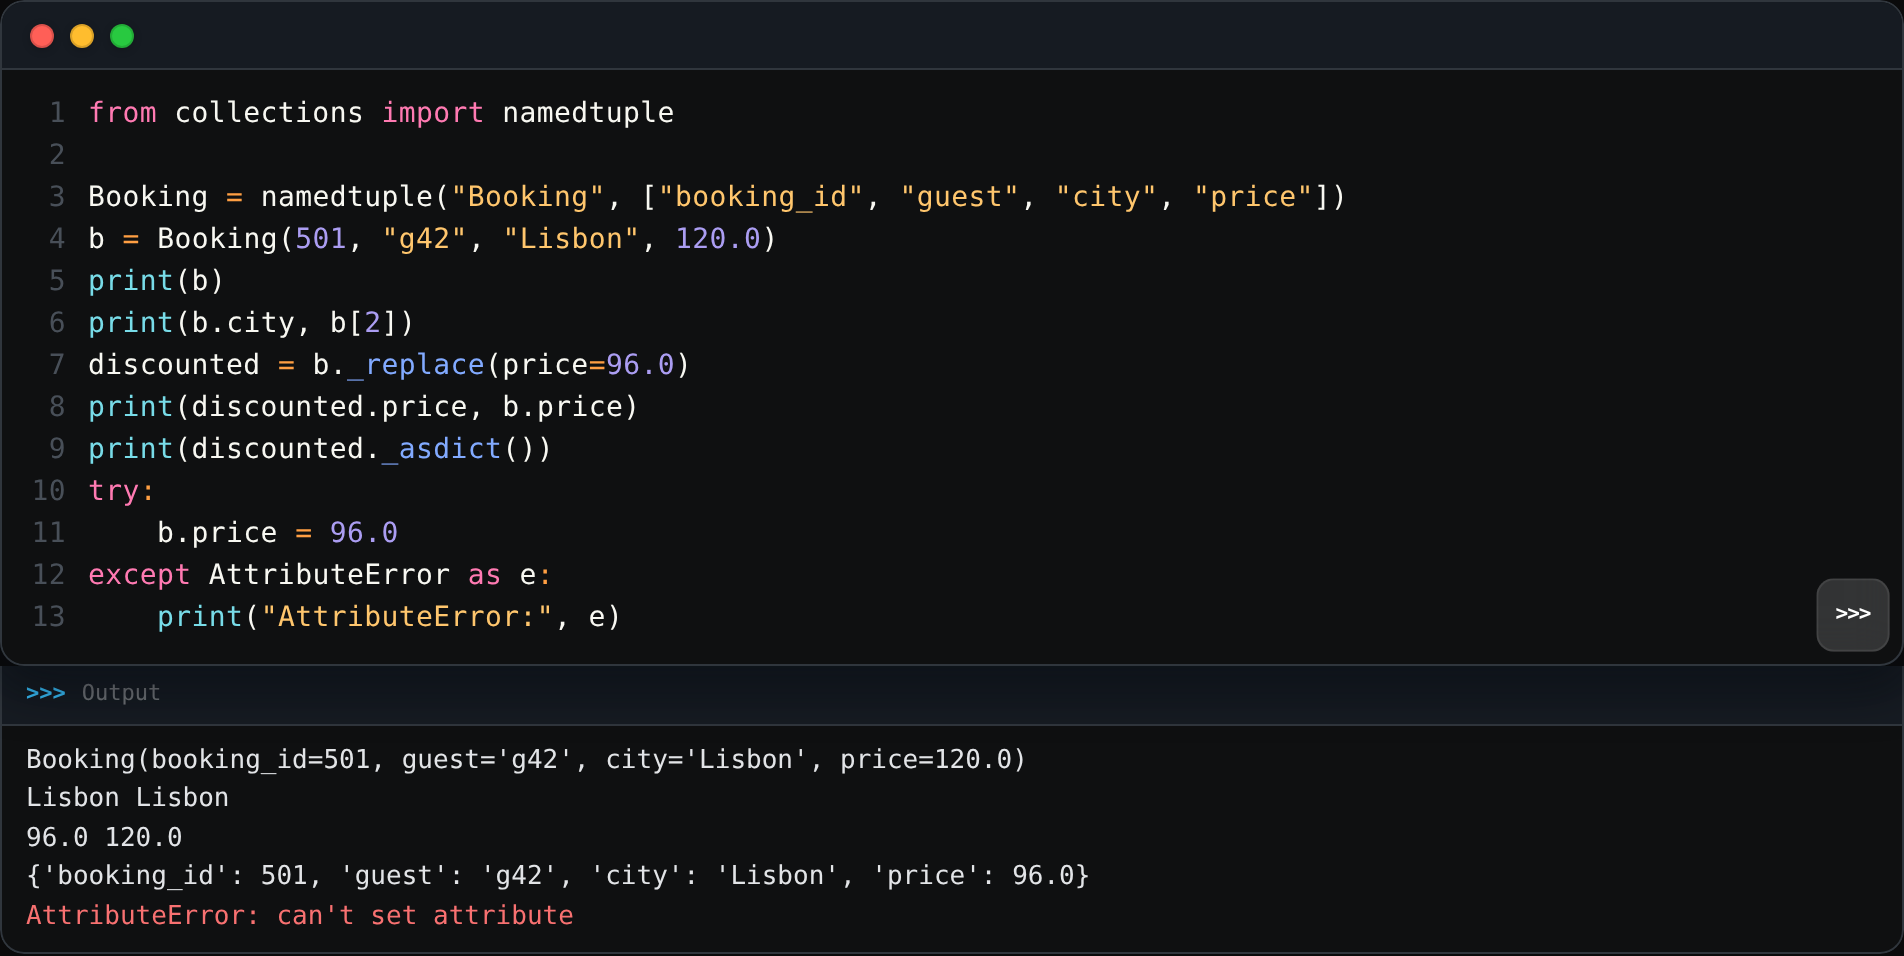 1 from collections import namedtuple
2
3 Booking = namedtuple("Booking", ["booking_id", "guest", "city", "price"])
4 b = Booking(501, "g42", "Lisbon", 120.0)
5 print(b)
6 print(b.city, b[2])
7 discounted = b._replace(price=96.0)
8 print(discounted.price, b.price)
9 print(discounted._asdict())
10 try:
11     b.price = 96.0
12 except AttributeError as e:
13     print("AttributeError:", e)
>>>
>>> Output
Booking(booking_id=501, guest='g42', city='Lisbon', price=120.0)
Lisbon Lisbon
96.0 120.0
{'booking_id': 501, 'guest': 'g42', 'city': 'Lisbon', 'price': 96.0}
AttributeError: can't set attribute